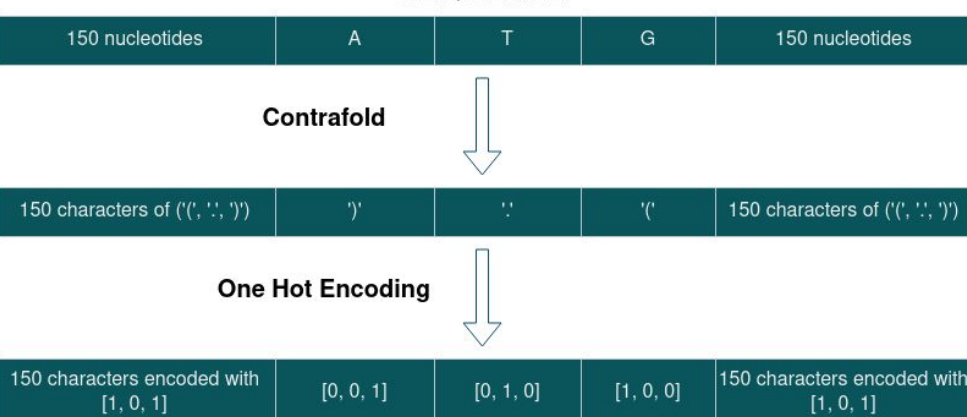 150 nucleotides A T G 150 nucleotides
Contrafold
150 characters of ('(', '.', ')') ')' '.' '(' 150 characters of ('(', '.', ')')
One Hot Encoding
150 characters encoded with [0, 0, 1] [0, 1, 0] [1, 0, 0] 150 characters encoded with
[1, 0, 1] [1, 0, 1]